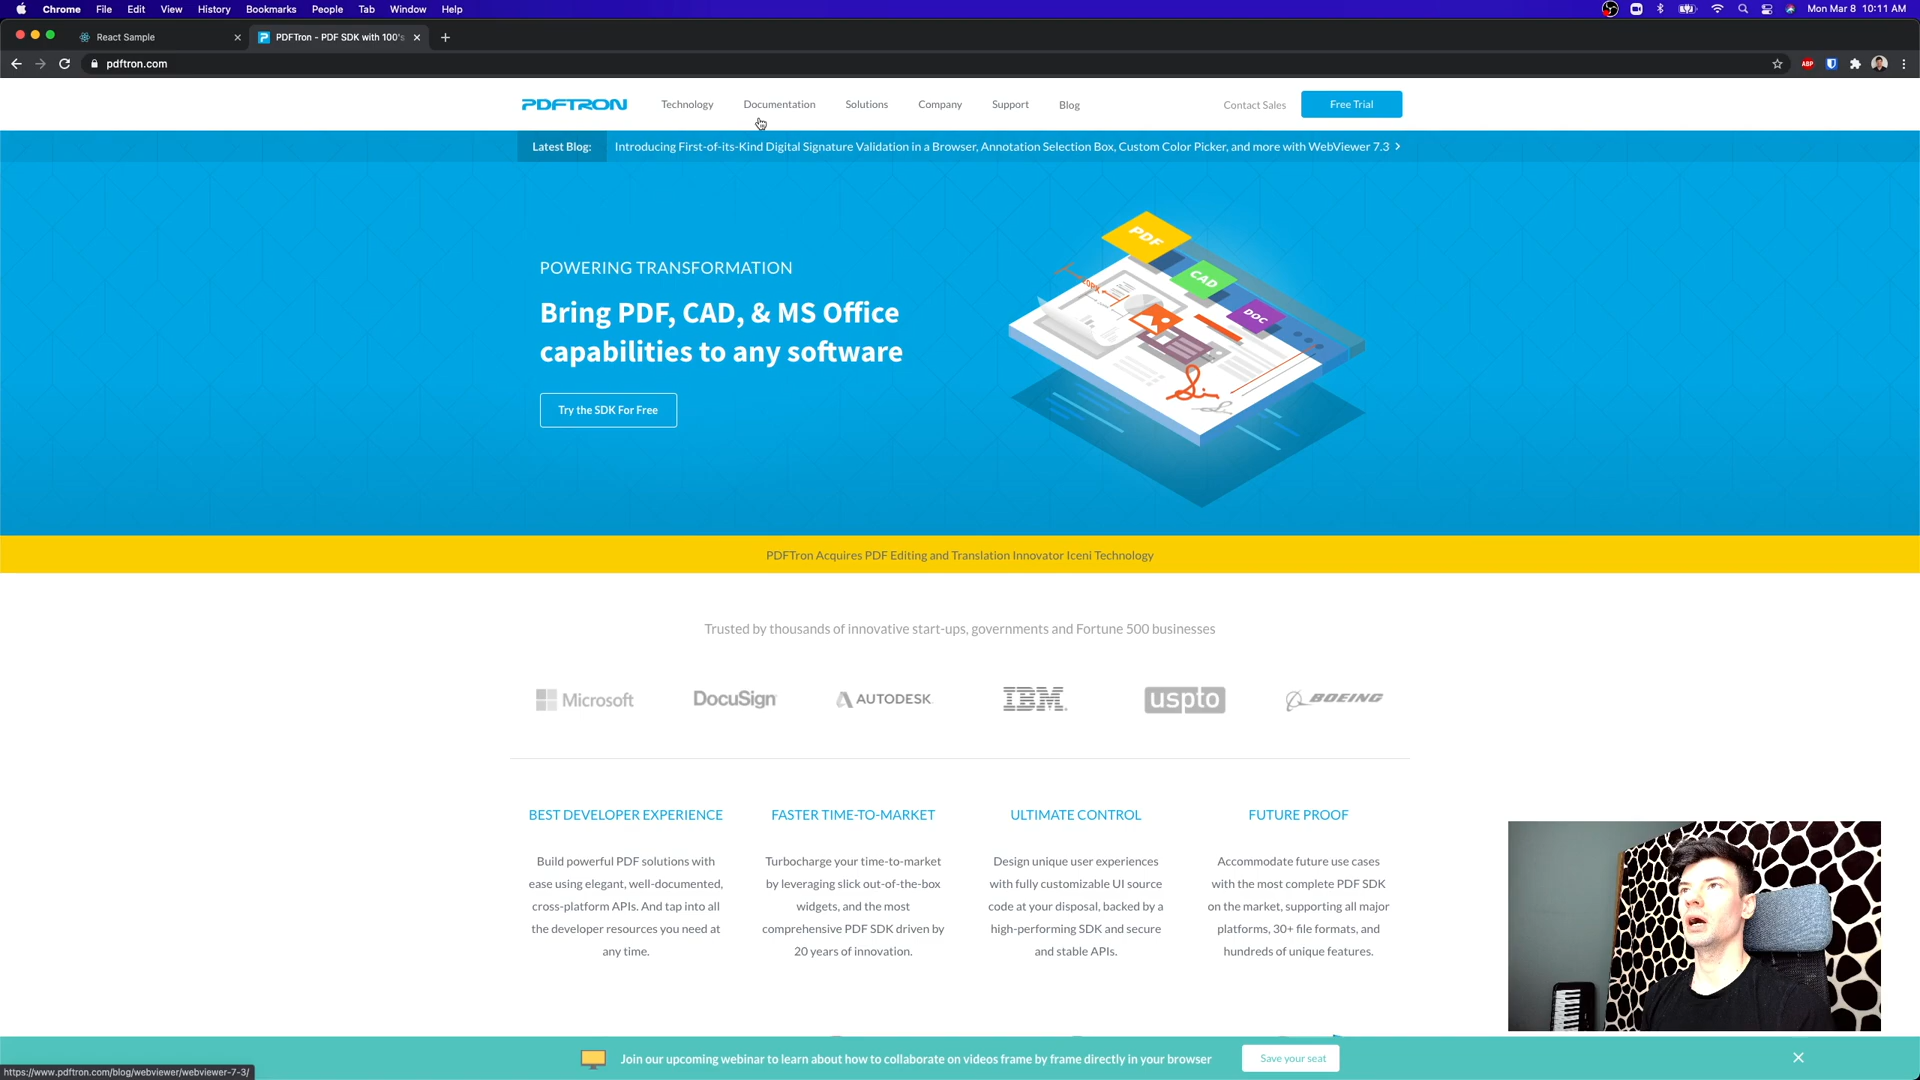 Chrome File Edit View History Bookmarks People Tab Window Help Mon Mar 8 10:11 AM
React Sample PDFTron - PDF SDK with 100's
pdftron.com ABP
PDFTRON Technology Documentation Solutions Company Support Blog Contact Sales Free Trial
Latest Blog: Introducing First-of-its-Kind Digital Signature Validation in a Browser, Annotation Selection Box, Custom Color Picker, and more with WebViewer 7.3
PDF
CAD
DOC
POWERING TRANSFORMATION
Bring PDF, CAD, & MS Office
capabilities to any software
Try the SDK For Free
PDFTron Acquires PDF Editing and Translation Innovator Iceni Technology
Trusted by thousands of innovative start-ups, governments and Fortune 500 businesses
Microsoft DocuSign AUTODESK IBM uspto BOEING
BEST DEVELOPER EXPERIENCE
Build powerful PDF solutions with
ease using elegant, well-documented,
cross-platform APIs. And tap into all
the developer resources you need at
any time.
FASTER TIME-TO-MARKET
Turbocharge your time-to-market
by leveraging slick out-of-the-box
widgets, and the most
comprehensive PDF SDK driven by
20 years of innovation.
ULTIMATE CONTROL
Design unique user experiences
with fully customizable UI source
code at your disposal, backed by a
high-performing SDK and secure
and stable APIs.
FUTURE PROOF
Accommodate future use cases
with the most complete PDF SDK
on the market, supporting all major
platforms, 30+ file formats, and
hundreds of unique features.
Join our upcoming webinar to learn about how to collaborate on videos frame by frame directly in your browser Save your seat
https://www.pdftron.com/blog/webviewer/webviewer-7-3/